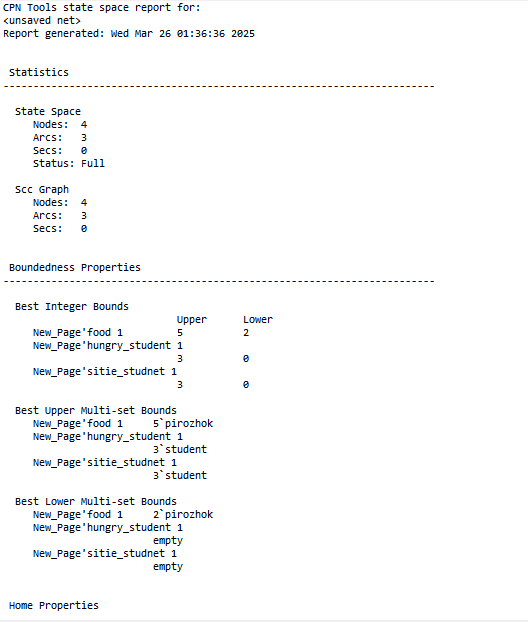 CPN Tools state space report for:
<unsaved net>
Report generated: Wed Mar 26 01:36:36 2025
Statistics
------------------------------------------------------------------------
State Space
Nodes: 4
Arcs: 3
Secs: 0
Status: Full
Scc Graph
Nodes: 4
Arcs: 3
Secs: 0
Boundedness Properties
------------------------------------------------------------------------
Best Integer Bounds
Upper Lower
New_Page'food 1 5 2
New_Page'hungry_student 1
3 0
New_Page'sitie_studnet 1
3 0
Best Upper Multi-set Bounds
New_Page'food 1 5`pirozhok
New_Page'hungry_student 1
3`student
New_Page'sitie_studnet 1
3`student
Best Lower Multi-set Bounds
New_Page'food 1 2`pirozhok
New_Page'hungry_student 1
empty
New_Page'sitie_studnet 1
empty
Home Properties